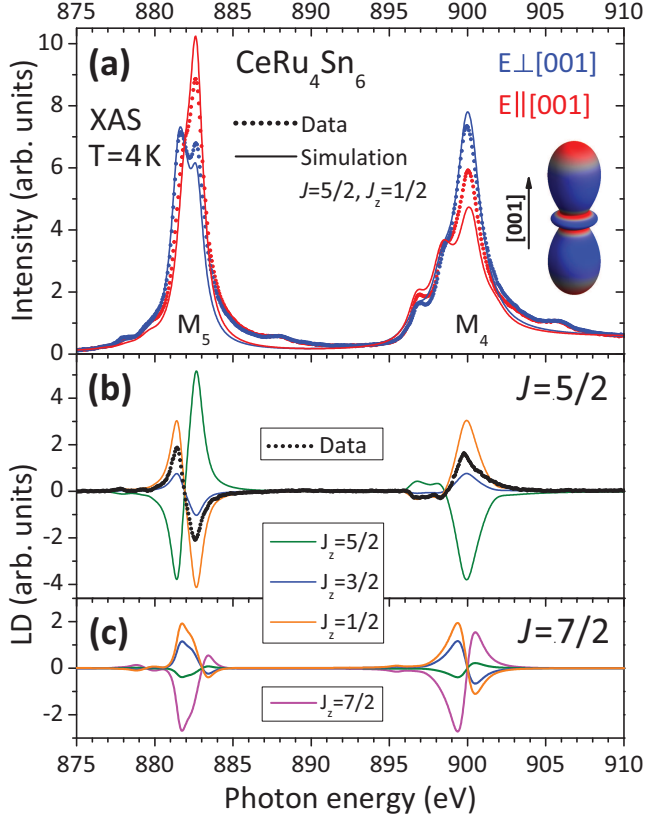 875 880 885 890 895 900 905 910
(a) CeRu4Sn6
E⊥[001]
E||[001]
XAS
T=4K
Data
Simulation
J=5/2, Jz=1/2
[001]
M5
M4
Intensity (arb. units)
10
8
6
4
2
0
(b) J=5/2
Data
4
2
0
-2
-4
LD (arb. units)
Jz=5/2
Jz=3/2
Jz=1/2
(c) J=7/2
Jz=7/2
2
0
-2
875 880 885 890 895 900 905 910
Photon energy (eV)